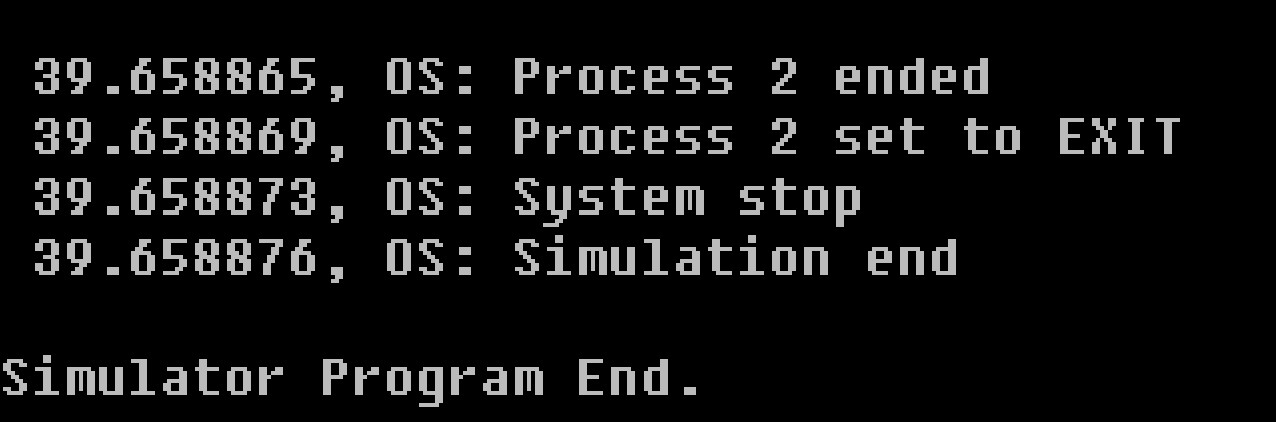 39.658865, OS: Process 2 ended
39.658869, OS: Process 2 set to EXIT
39.658873, OS: System stop
39.658876, OS: Simulation end
Simulator Program End.